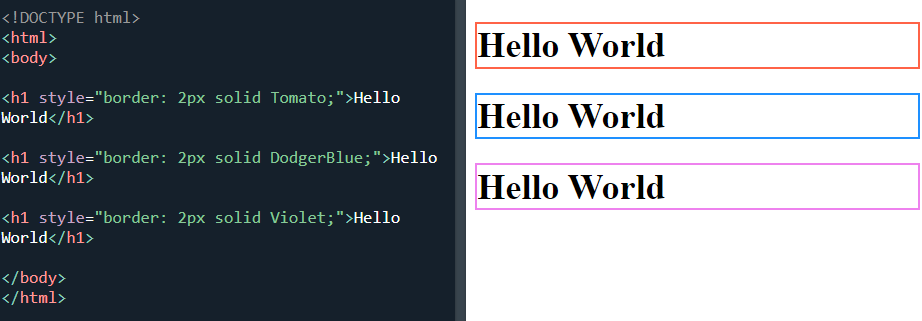 <!DOCTYPE html>
<html>
<body>
<h1 style="border: 2px solid Tomato;">Hello
World</h1>
<h1 style="border: 2px solid DodgerBlue;">Hello
World</h1>
<h1 style="border: 2px solid Violet;">Hello
World</h1>
</body>
</html>
Hello World
Hello World
Hello World